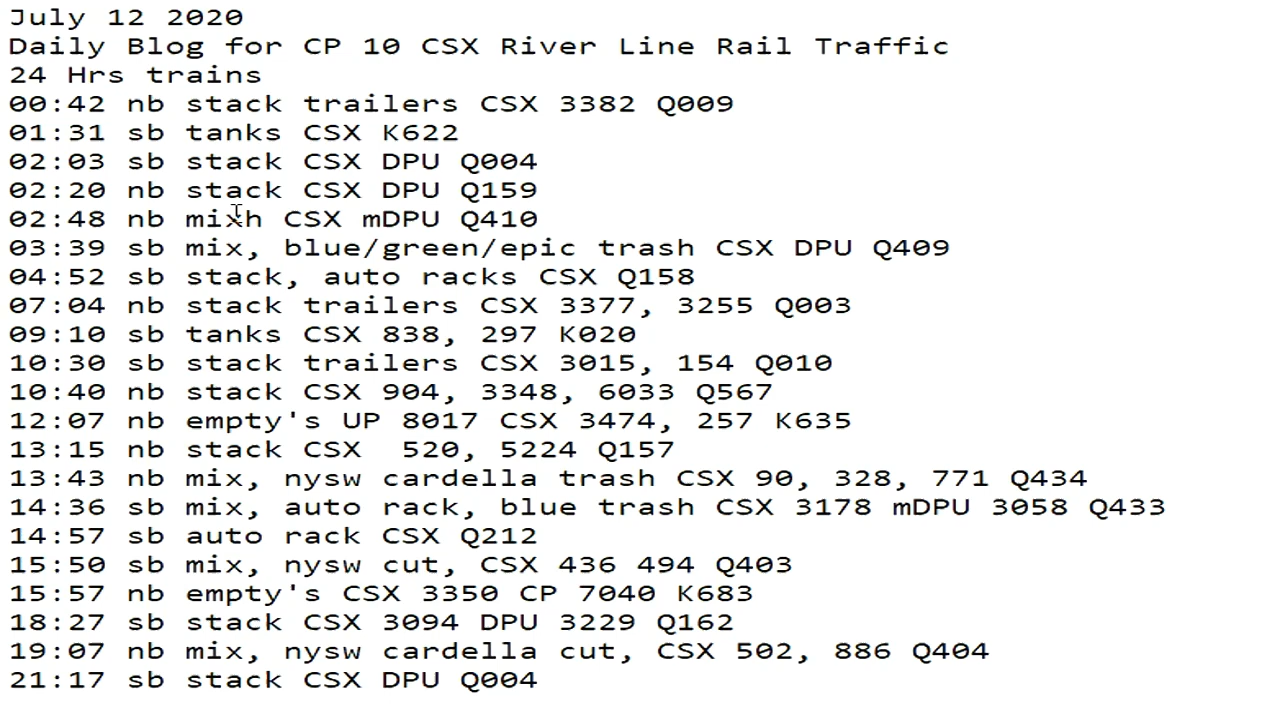 July 12 2020
Daily Blog for CP 10 CSX River Line Rail Traffic
24 Hrs trains
00:42 nb stack trailers CSX 3382 Q009
01:31 sb tanks CSX K622
02:03 sb stack CSX DPU Q004
02:20 nb stack CSX DPU Q159
02:48 nb mixh CSX mDPU Q410
03:39 sb mix, blue/green/epic trash CSX DPU Q409
04:52 sb stack, auto racks CSX Q158
07:04 nb stack trailers CSX 3377, 3255 Q003
09:10 sb tanks CSX 838, 297 K020
10:30 sb stack trailers CSX 3015, 154 Q010
10:40 nb stack CSX 904, 3348, 6033 Q567
12:07 nb empty's UP 8017 CSX 3474, 257 K635
13:15 nb stack CSX  520, 5224 Q157
13:43 nb mix, nysw cardella trash CSX 90, 328, 771 Q434
14:36 sb mix, auto rack, blue trash CSX 3178 mDPU 3058 Q433
14:57 sb auto rack CSX Q212
15:50 sb mix, nysw cut, CSX 436 494 Q403
15:57 nb empty's CSX 3350 CP 7040 K683
18:27 sb stack CSX 3094 DPU 3229 Q162
19:07 nb mix, nysw cardella cut, CSX 502, 886 Q404
21:17 sb stack CSX DPU Q004